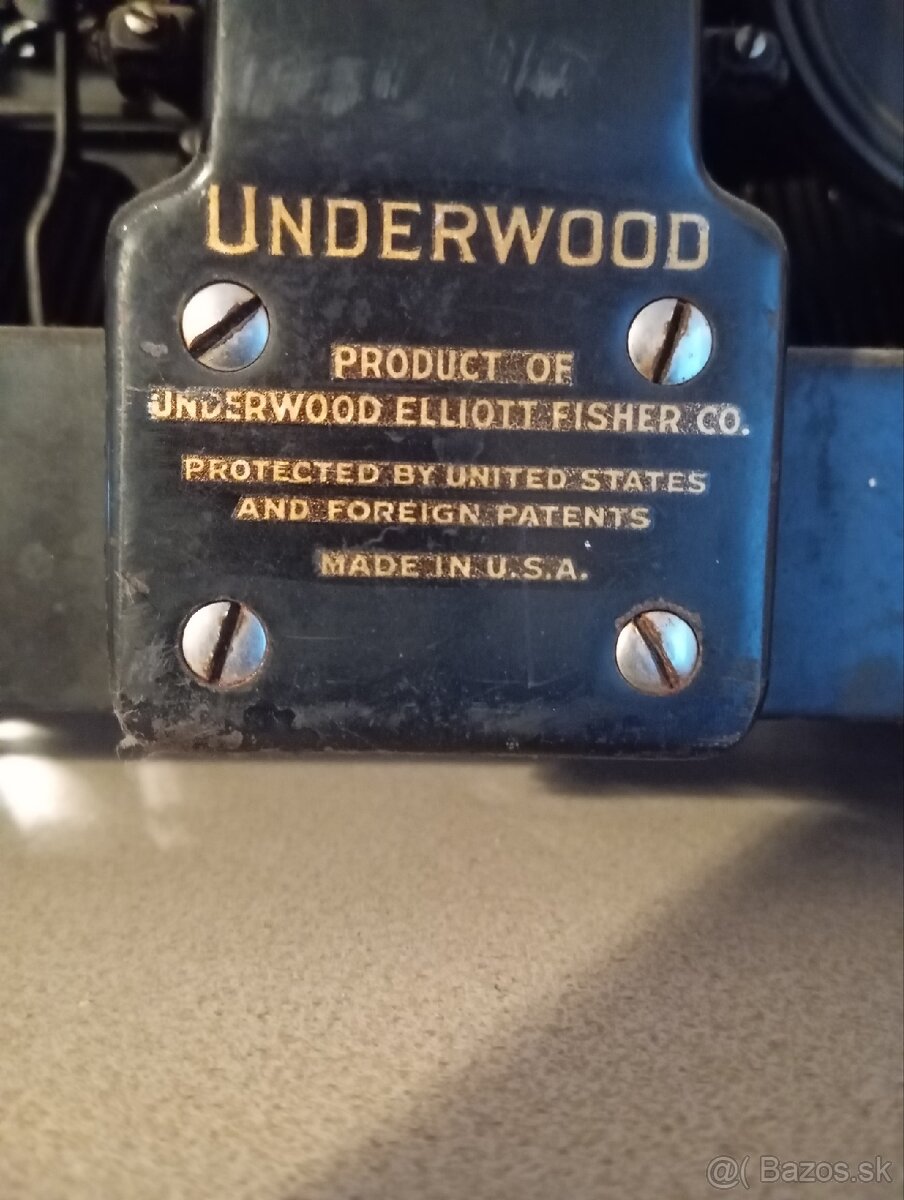 UNDERWOOD
PRODUCT OF
UNDERWOOD ELLIOTT FISHER CO.
PROTECTED BY UNITED STATES
AND FOREIGN PATENTS
MADE IN U.S.A.
@( Bazos.sk